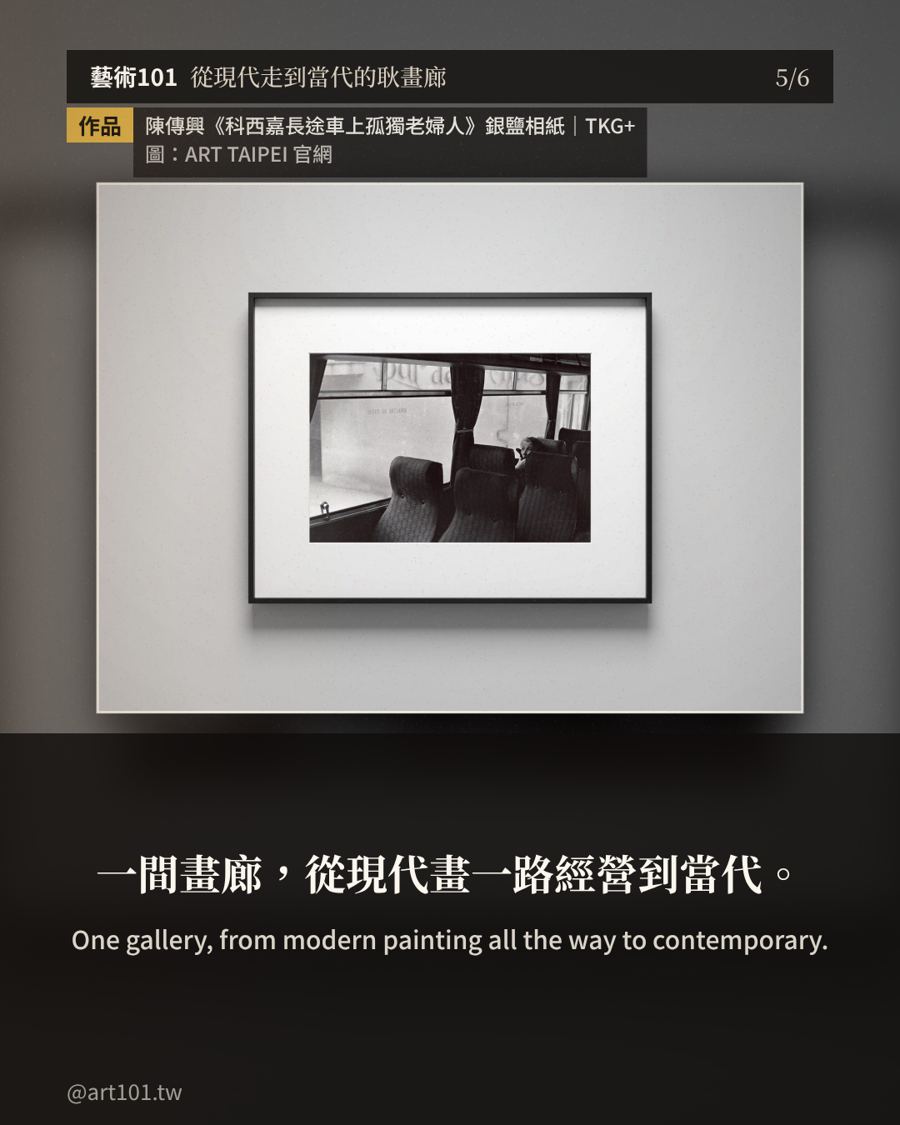 藝術101 從現代走到當代的耿畫廊 5/6
作品 陳傳興《科西嘉長途車上孤獨老婦人》銀鹽相紙｜TKG+
圖：ART TAIPEI 官網
一間畫廊，從現代畫一路經營到當代。
One gallery, from modern painting all the way to contemporary.
@art101.tw